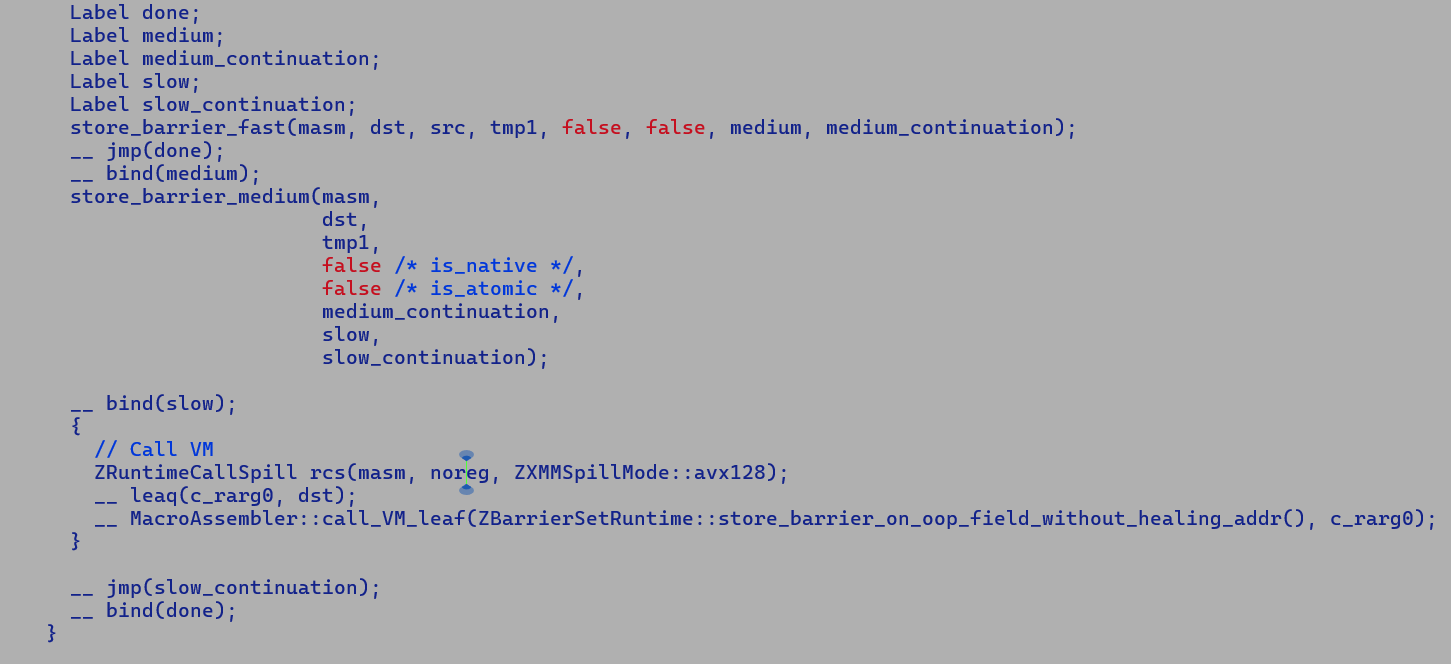 Label done;
Label medium;
Label medium_continuation;
Label slow;
Label slow_continuation;
store_barrier_fast(masm, dst, src, tmp1, false, false, medium, medium_continuation);
__ jmp(done);
__ bind(medium);
store_barrier_medium(masm,
dst,
tmp1,
false /* is_native */,
false /* is_atomic */,
medium_continuation,
slow,
slow_continuation);
__ bind(slow);
{
// Call VM
ZRuntimeCallSpill rcs(masm, noreg, ZXMMSpillMode::avx128);
__ leaq(c_rarg0, dst);
__ MacroAssembler::call_VM_leaf(ZBarrierSetRuntime::store_barrier_on_oop_field_without_healing_addr(), c_rarg0);
}
__ jmp(slow_continuation);
__ bind(done);
}